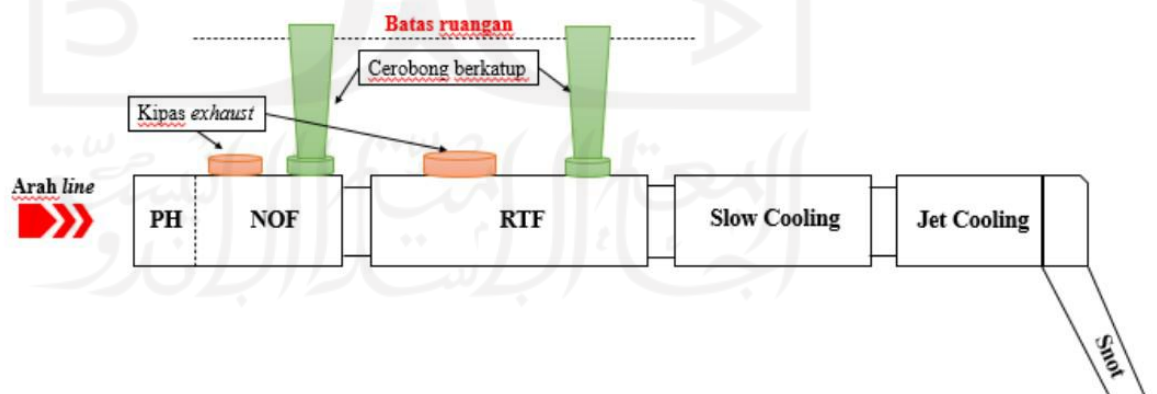 Batas ruangan
Cerobong berkatup
Kipas exhaust
Arah line
PH
NOF
RTF
Slow Cooling
Jet Cooling
Snot